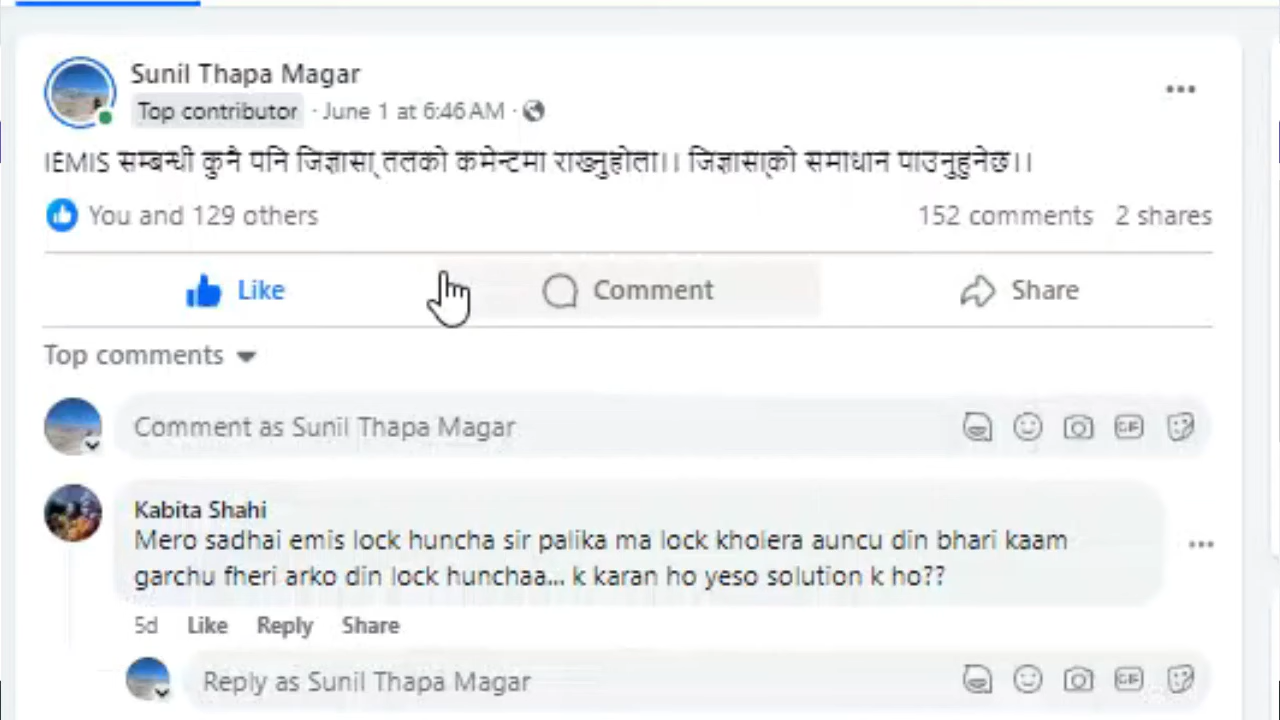 Sunil Thapa Magar
Top contributor · June 1 at 6:46 AM ·
IEMIS सम्बन्धी कुनै पनि जिज्ञासा् तलको कमेन्टमा राख्नुहोला।। जिज्ञासा्को समाधान पाउनुहुनेछ।।
You and 129 others 152 comments 2 shares
Like Comment Share
Top comments
Comment as Sunil Thapa Magar GIF
Kabita Shahi
Mero sadhai emis lock huncha sir palika ma lock kholera auncu din bhari kaam
garchu fheri arko din lock hunchaa... k karan ho yeso solution k ho??
5d Like Reply Share
Reply as Sunil Thapa Magar GIF